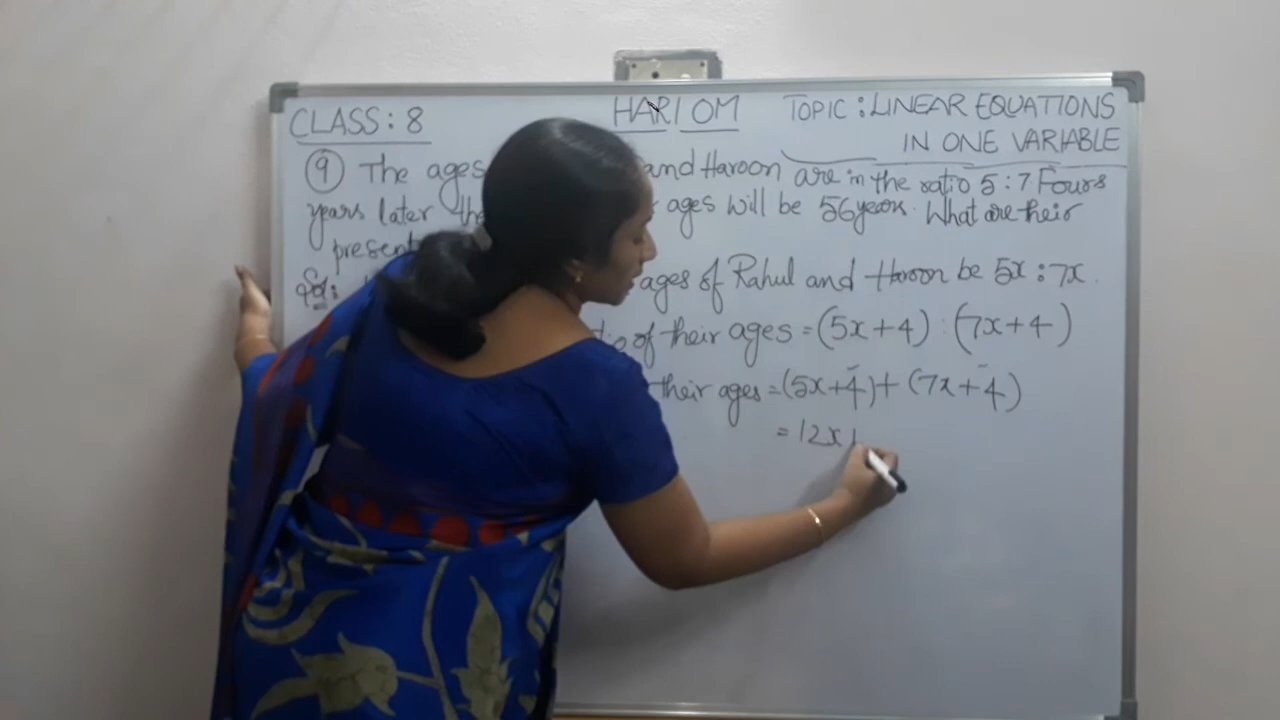 CLASS: 8 HARI OM TOPIC: LINEAR EQUATIONS
IN ONE VARIABLE
9 The ages and Haroon are in the ratio 5:7 Fours
years later the ages will be 56 years. What are their
present
Sol: ages of Rahul and Haroon be 5x:7x.
of their ages = (5x+4) : (7x+4)
their ages = (5x+4) + (7x+4)
= 12x